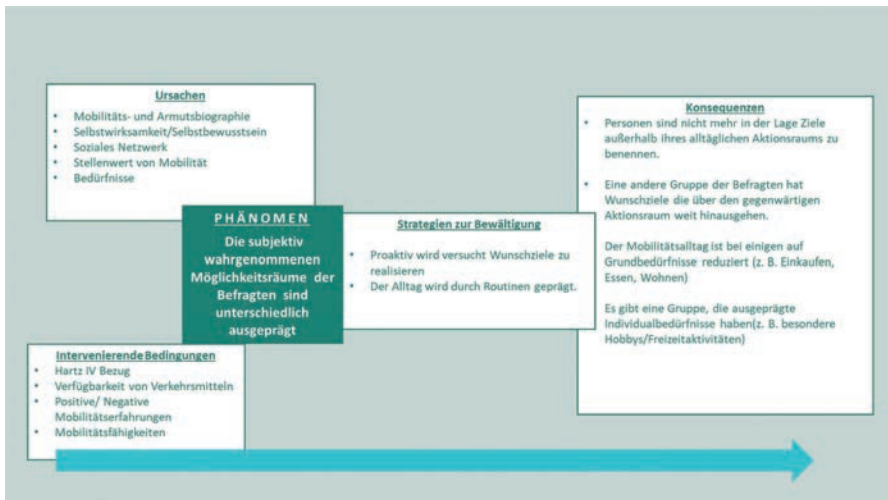 Ursachen
• Mobilitäts- und Armutsbiographie
• Selbstwirksamkeit/Selbstbewusstsein
• Soziales Netzwerk
• Stellenwert von Mobilität
• Bedürfnisse
PHÄNOMEN
Die subjektiv
wahrgenommenen
Möglichkeitsräume der
Befragten sind
unterschiedlich
ausgeprägt
Intervenierende Bedingungen
• Hartz IV Bezug
• Verfügbarkeit von Verkehrsmitteln
• Positive/ Negative
Mobilitätserfahrungen
• Mobilitätsfähigkeiten
Strategien zur Bewältigung
• Proaktiv wird versucht Wunschziele zu
realisieren
• Der Alltag wird durch Routinen geprägt.
Konsequenzen
• Personen sind nicht mehr in der Lage Ziele
außerhalb ihres alltäglichen Aktionsraums zu
benennen.
• Eine andere Gruppe der Befragten hat
Wunschziele die über den gegenwärtigen
Aktionsraum weit hinausgehen.
Der Mobilitätsalltag ist bei einigen auf
Grundbedürfnisse reduziert (z. B. Einkaufen,
Essen, Wohnen)
Es gibt eine Gruppe, die ausgeprägte
Individualbedürfnisse haben(z. B. besondere
Hobbys/Freizeitaktivitäten)